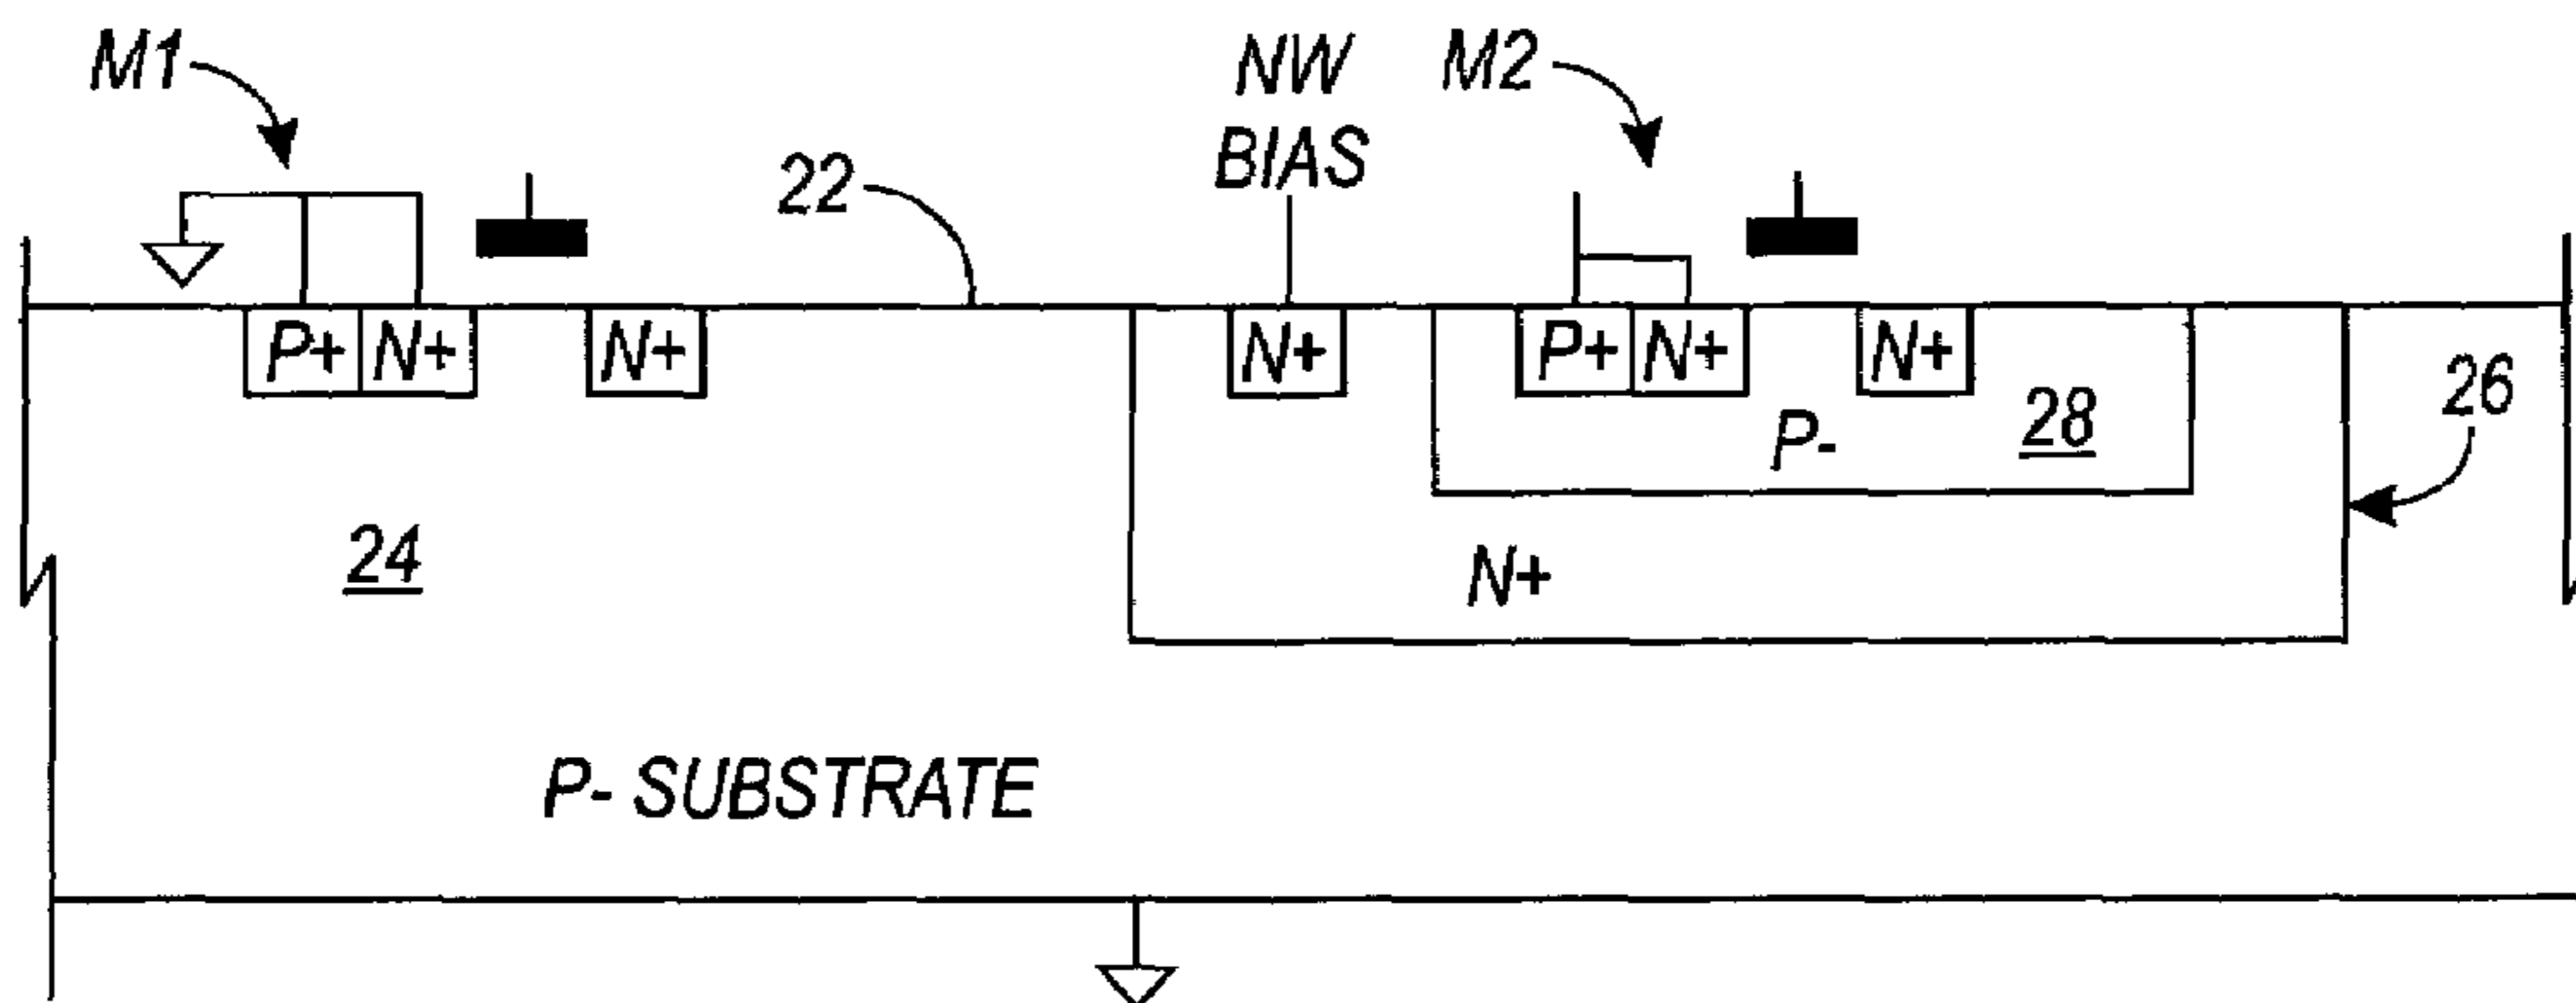 M1
NW
BIAS
M2
22
P+ N+ N+
N+
P+ N+ N+
P- 28
26
24
N+
P- SUBSTRATE